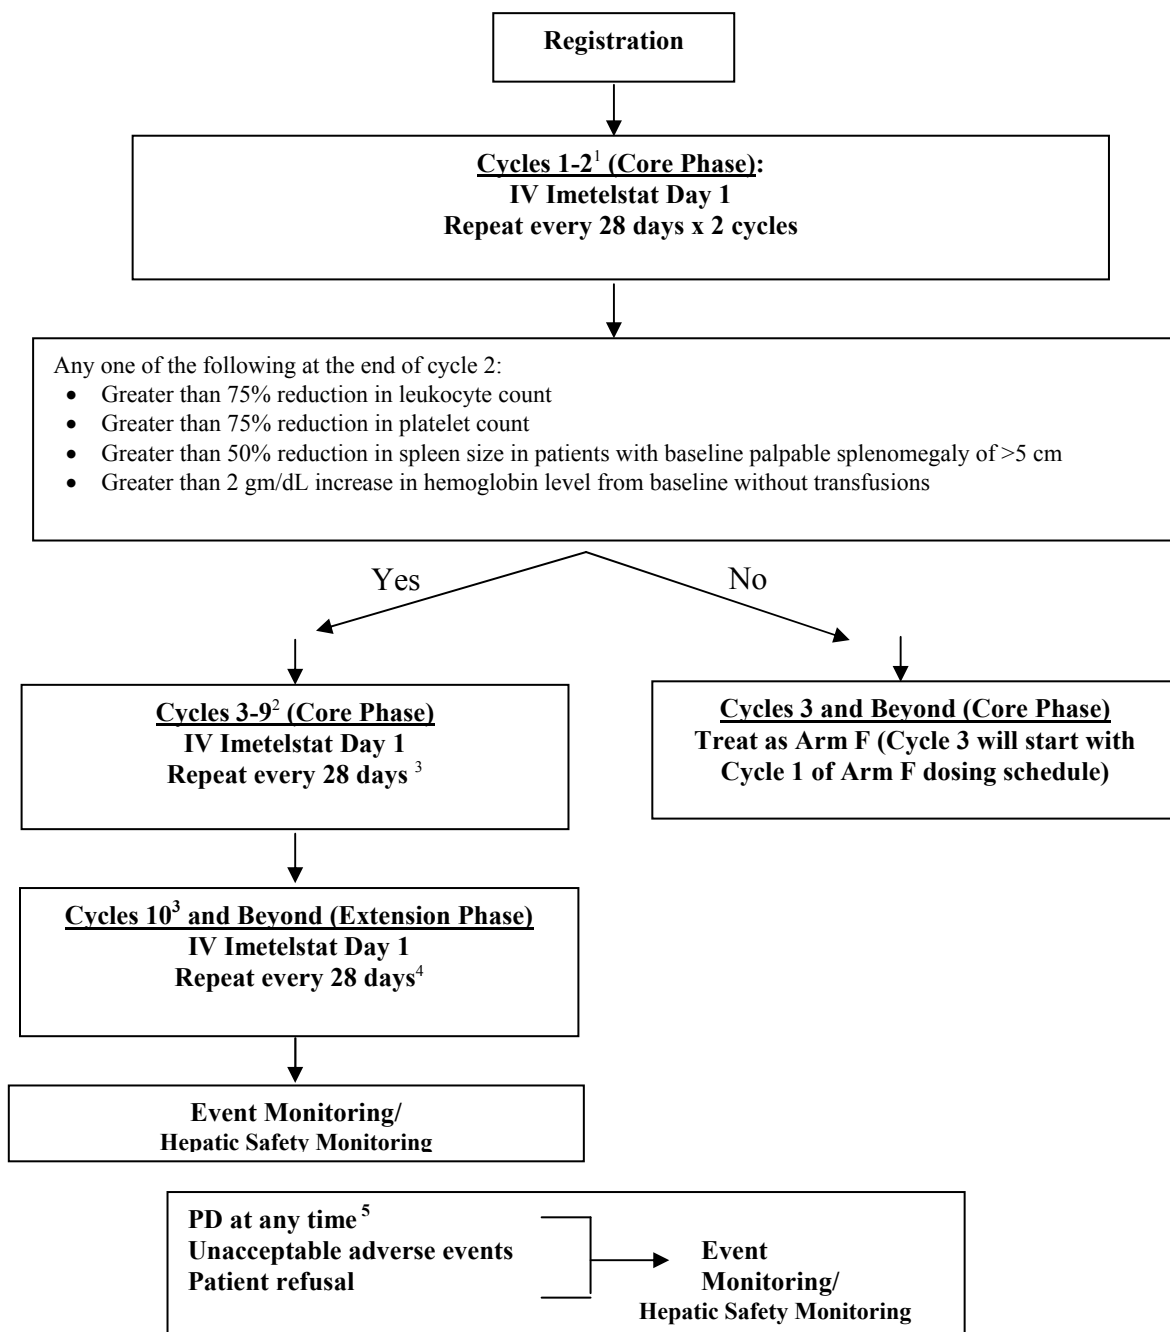 Registration
Cycles 1-2¹ (Core Phase):
IV Imetelstat Day 1
Repeat every 28 days x 2 cycles
Any one of the following at the end of cycle 2:
• Greater than 75% reduction in leukocyte count
• Greater than 75% reduction in platelet count
• Greater than 50% reduction in spleen size in patients with baseline palpable splenomegaly of >5 cm
• Greater than 2 gm/dL increase in hemoglobin level from baseline without transfusions
Yes
No
Cycles 3-9² (Core Phase)
IV Imetelstat Day 1
Repeat every 28 days ³
Cycles 3 and Beyond (Core Phase)
Treat as Arm F (Cycle 3 will start with
Cycle 1 of Arm F dosing schedule)
Cycles 10³ and Beyond (Extension Phase)
IV Imetelstat Day 1
Repeat every 28 days⁴
Event Monitoring/
Hepatic Safety Monitoring
PD at any time ⁵
Unacceptable adverse events
Patient refusal
Event
Monitoring/
Hepatic Safety Monitoring